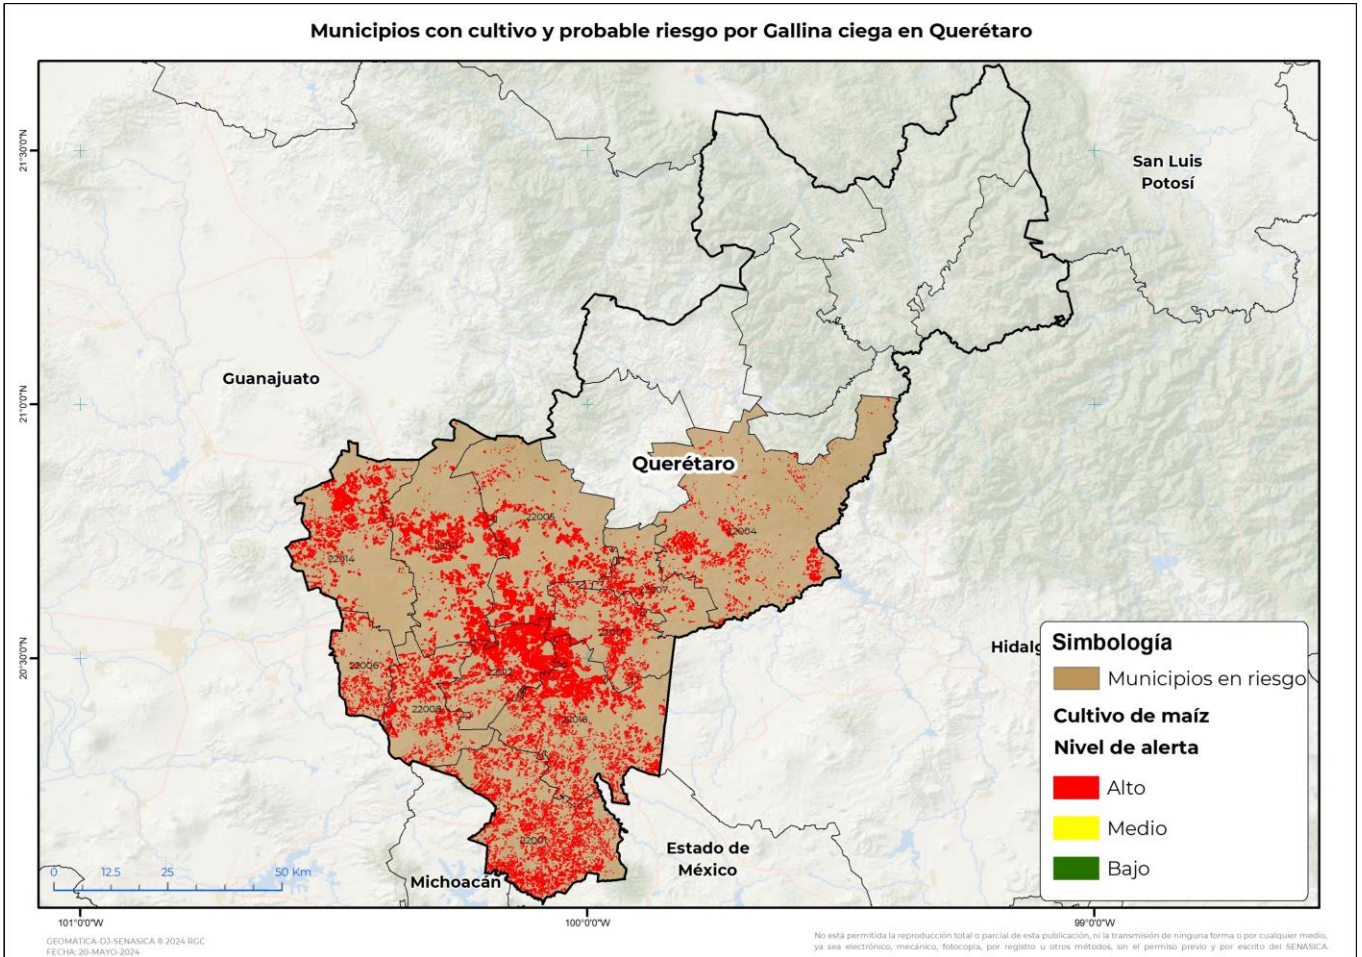 Municipios con cultivo y probable riesgo por Gallina ciega en Querétaro
21°30'0"N
21°0'0"N
20°30'0"N
San Luis
Potosí
Guanajuato
Querétaro
22005
22004
22014
22007
22017
22006
22008
22016
22001
Hidalg
Simbología
Municipios en riesgo
Cultivo de maíz
Nivel de alerta
Alto
Medio
Bajo
Estado de
México
Michoacán
0 12.5 25 50 Km
101°0'0"W
100°0'0"W
99°0'0"W
GEOMATICA-DJ-SENASICA ® 2024 RGC
FECHA: 20-MAYO-2024
No está permitida la reproducción total o parcial de esta publicación, ni la transmisión de ninguna forma o por cualquier medio,
ya sea electrónico, mecánico, fotocopia, por registro u otros métodos, sin el permiso previo y por escrito del SENASICA.